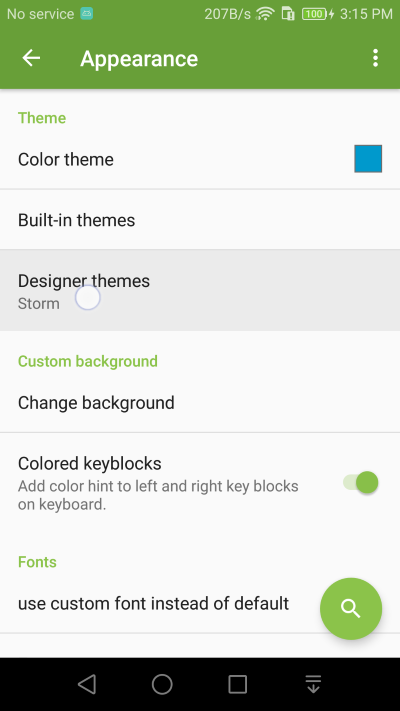 No service 207B/s 100 3:15 PM
Appearance
Theme
Color theme
Built-in themes
Designer themes
Storm
Custom background
Change background
Colored keyblocks
Add color hint to left and right key blocks
on keyboard.
Fonts
use custom font instead of default